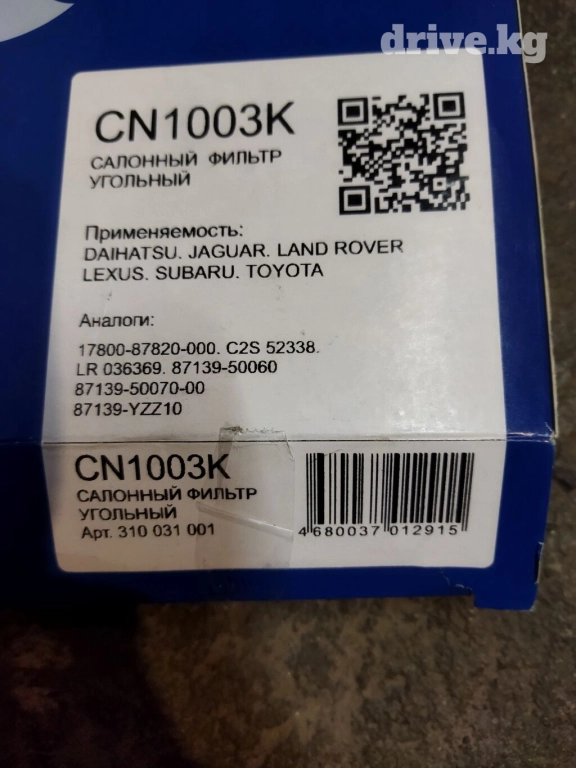 drive.kg
CN1003K
САЛОННЫЙ ФИЛЬТР
УГОЛЬНЫЙ
Применяемость:
DAIHATSU. JAGUAR. LAND ROVER
LEXUS. SUBARU. TOYOTA
Аналоги:
17800-87820-000. C2S 52338.
LR 036369. 87139-50060
87139-50070-00
87139-YZZ10
CN1003K
САЛОННЫЙ ФИЛЬТР
УГОЛЬНЫЙ
Арт. 310 031 001
4 680037 012915